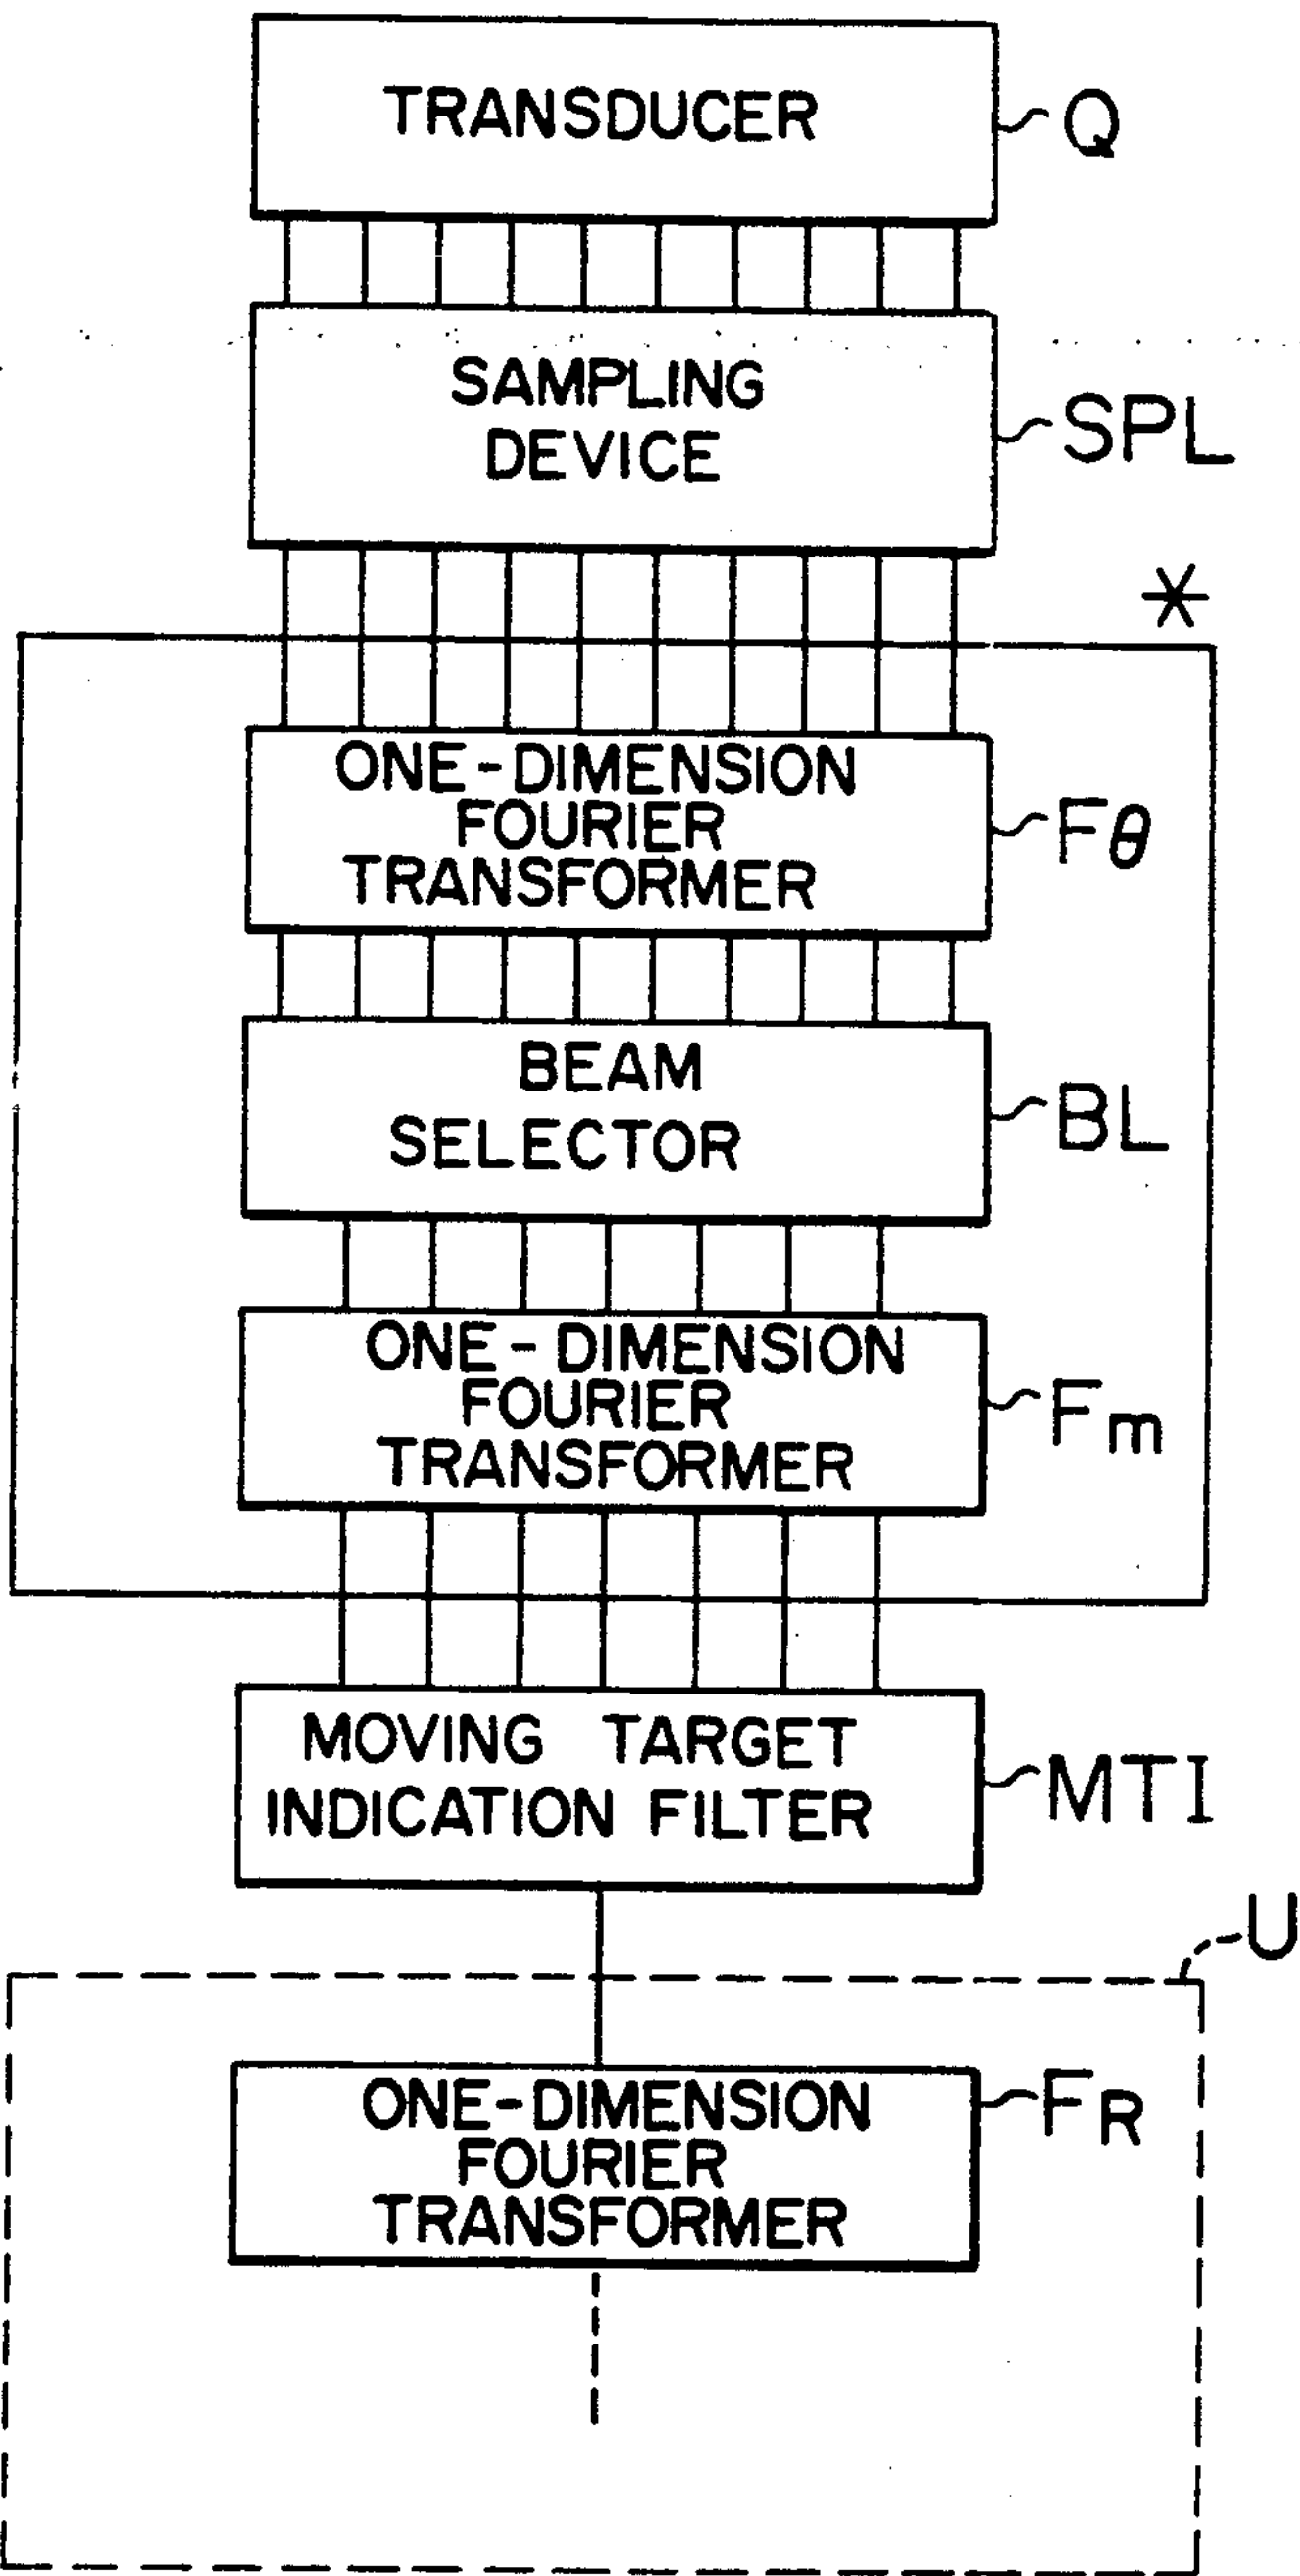 TRANSDUCER
Q
SAMPLING
DEVICE
SPL
*
ONE-DIMENSION
FOURIER
TRANSFORMER
Fθ
BEAM
SELECTOR
BL
ONE-DIMENSION
FOURIER
TRANSFORMER
Fm
MOVING TARGET
INDICATION FILTER
MTI
U
ONE-DIMENSION
FOURIER
TRANSFORMER
FR